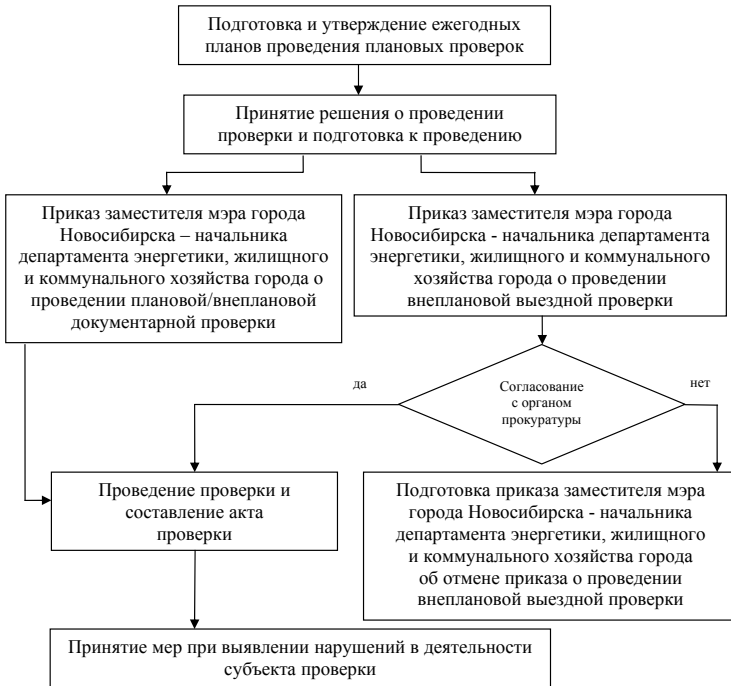 Подготовка и утверждение ежегодных
планов проведения плановых проверок
Принятие решения о проведении
проверки и подготовка к проведению
Приказ заместителя мэра города
Новосибирска – начальника
департамента энергетики, жилищного
и коммунального хозяйства города о
проведении плановой/внеплановой
документарной проверки
Приказ заместителя мэра города
Новосибирска - начальника департамента
энергетики, жилищного и коммунального
хозяйства города о проведении
внеплановой выездной проверки
да
Согласование
с органом
прокуратуры
нет
Проведение проверки и
составление акта
проверки
Подготовка приказа заместителя мэра
города Новосибирска - начальника
департамента энергетики, жилищного
и коммунального хозяйства города
об отмене приказа о проведении
внеплановой выездной проверки
Принятие мер при выявлении нарушений в деятельности
субъекта проверки